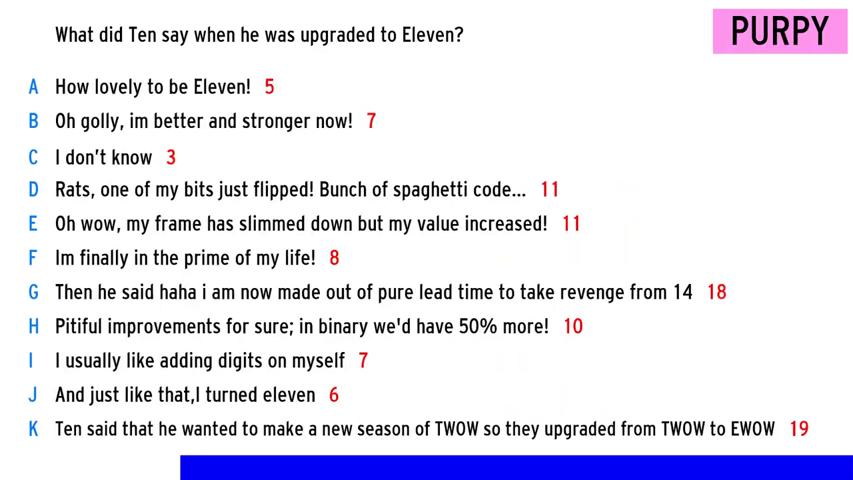 What did Ten say when he was upgraded to Eleven?
PURPY
A How lovely to be Eleven! 5
B Oh golly, im better and stronger now! 7
C I don't know 3
D Rats, one of my bits just flipped! Bunch of spaghetti code... 11
E Oh wow, my frame has slimmed down but my value increased! 11
F Im finally in the prime of my life! 8
G Then he said haha i am now made out of pure lead time to take revenge from 14 18
H Pitiful improvements for sure; in binary we'd have 50% more! 10
I I usually like adding digits on myself 7
J And just like that,I turned eleven 6
K Ten said that he wanted to make a new season of TWOW so they upgraded from TWOW to EWOW 19